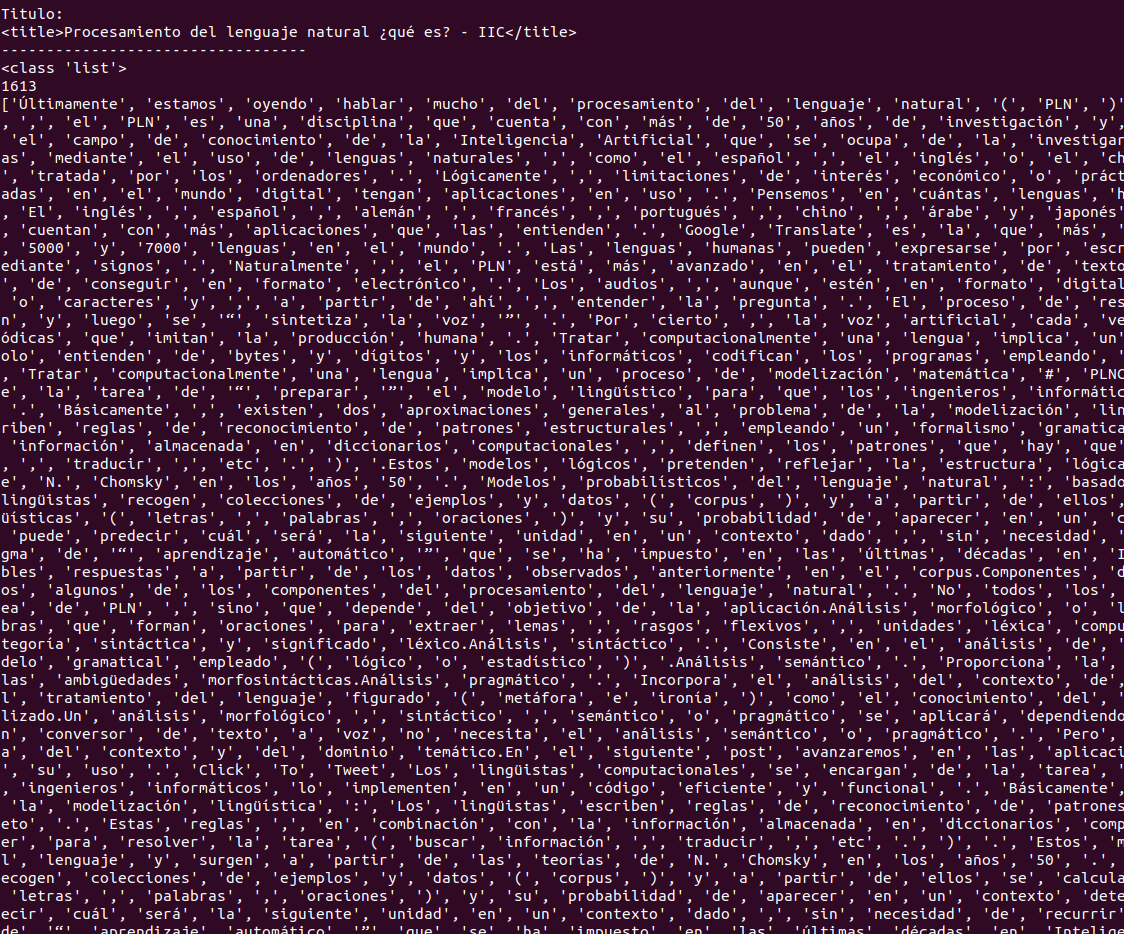 Titulo:
<title>Procesamiento del lenguaje natural ¿qué es? - IIC</title>
----------------------------------
<class 'list'>
1613
['Últimamente', 'estamos', 'oyendo', 'hablar', 'mucho', 'del', 'procesamiento', 'del', 'lenguaje', 'natural', '(', 'PLN', ')'
, ',', 'el', 'PLN', 'es', 'una', 'disciplina', 'que', 'cuenta', 'con', 'más', 'de', '50', 'años', 'de', 'investigación', 'y',
 'el', 'campo', 'de', 'conocimiento', 'de', 'la', 'Inteligencia', 'Artificial', 'que', 'se', 'ocupa', 'de', 'la', 'investigar
as', 'mediante', 'el', 'uso', 'de', 'lenguas', 'naturales', ',', 'como', 'el', 'español', ',', 'el', 'inglés', 'o', 'el', 'ch
', 'tratada', 'por', 'los', 'ordenadores', '.', 'Lógicamente', ',', 'limitaciones', 'de', 'interés', 'económico', 'o', 'práct
adas', 'en', 'el', 'mundo', 'digital', 'tengan', 'aplicaciones', 'en', 'uso', '.', 'Pensemos', 'en', 'cuántas', 'lenguas', 'h
, 'El', 'inglés', ',', 'español', ',', 'alemán', ',', 'francés', ',', 'portugués', ',', 'chino', ',', 'árabe', 'y', 'japonés'
, 'cuentan', 'con', 'más', 'aplicaciones', 'que', 'las', 'entienden', '.', 'Google', 'Translate', 'es', 'la', 'que', 'más', '
, '5000', 'y', '7000', 'lenguas', 'en', 'el', 'mundo', '.', 'Las', 'lenguas', 'humanas', 'pueden', 'expresarse', 'por', 'escr
ediante', 'signos', '.', 'Naturalmente', ',', 'el', 'PLN', 'está', 'más', 'avanzado', 'en', 'el', 'tratamiento', 'de', 'texto
', 'de', 'conseguir', 'en', 'formato', 'electrónico', '.', 'Los', 'audios', ',', 'aunque', 'estén', 'en', 'formato', 'digital
 'o', 'caracteres', 'y', ',', 'a', 'partir', 'de', 'ahí', ',', 'entender', 'la', 'pregunta', '.', 'El', 'proceso', 'de', 'res
n', 'y', 'luego', 'se', '“', 'sintetiza', 'la', 'voz', '”', '.', 'Por', 'cierto', ',', 'la', 'voz', 'artificial', 'cada', 've
ódicas', 'que', 'imitan', 'la', 'producción', 'humana', '.', 'Tratar', 'computacionalmente', 'una', 'lengua', 'implica', 'un'
olo', 'entienden', 'de', 'bytes', 'y', 'dígitos', 'y', 'los', 'informáticos', 'codifican', 'los', 'programas', 'empleando', '
, 'Tratar', 'computacionalmente', 'una', 'lengua', 'implica', 'un', 'proceso', 'de', 'modelización', 'matemática', '#', 'PLNC
e', 'la', 'tarea', 'de', '“', 'preparar', '”', 'el', 'modelo', 'lingüístico', 'para', 'que', 'los', 'ingenieros', 'informátic
 '.', 'Básicamente', ',', 'existen', 'dos', 'aproximaciones', 'generales', 'al', 'problema', 'de', 'la', 'modelización', 'lin
riben', 'reglas', 'de', 'reconocimiento', 'de', 'patrones', 'estructurales', ',', 'empleando', 'un', 'formalismo', 'gramatica
 'información', 'almacenada', 'en', 'diccionarios', 'computacionales', ',', 'definen', 'los', 'patrones', 'que', 'hay', 'que'
, ',', 'traducir', ',', 'etc', '.', ')', '.Estos', 'modelos', 'lógicos', 'pretenden', 'reflejar', 'la', 'estructura', 'lógica
e', 'N.', 'Chomsky', 'en', 'los', 'años', '50', '.', 'Modelos', 'probabilísticos', 'del', 'lenguaje', 'natural', ':', 'basado
lingüistas', 'recogen', 'colecciones', 'de', 'ejemplos', 'y', 'datos', '(', 'corpus', ')', 'y', 'a', 'partir', 'de', 'ellos',
üísticas', '(', 'letras', ',', 'palabras', ',', 'oraciones', ')', 'y', 'su', 'probabilidad', 'de', 'aparecer', 'en', 'un', 'c
 'puede', 'predecir', 'cuál', 'será', 'la', 'siguiente', 'unidad', 'en', 'un', 'contexto', 'dado', ',', 'sin', 'necesidad', '
gma', 'de', '“', 'aprendizaje', 'automático', '”', 'que', 'se', 'ha', 'impuesto', 'en', 'las', 'últimas', 'décadas', 'en', 'I
bles', 'respuestas', 'a', 'partir', 'de', 'los', 'datos', 'observados', 'anteriormente', 'en', 'el', 'corpus.Componentes', 'd
os', 'algunos', 'de', 'los', 'componentes', 'del', 'procesamiento', 'del', 'lenguaje', 'natural', '.', 'No', 'todos', 'los',
ea', 'de', 'PLN', ',', 'sino', 'que', 'depende', 'del', 'objetivo', 'de', 'la', 'aplicación.Análisis', 'morfológico', 'o', 'l
bras', 'que', 'forman', 'oraciones', 'para', 'extraer', 'lemas', ',', 'rasgos', 'flexivos', ',', 'unidades', 'léxica', 'compu
tegoría', 'sintáctica', 'y', 'significado', 'léxico.Análisis', 'sintáctico', '.', 'Consiste', 'en', 'el', 'análisis', 'de', '
delo', 'gramatical', 'empleado', '(', 'lógico', 'o', 'estadístico', ')', '.Análisis', 'semántico', '.', 'Proporciona', 'la',
las', 'ambigüedades', 'morfosintácticas.Análisis', 'pragmático', '.', 'Incorpora', 'el', 'análisis', 'del', 'contexto', 'de',
l', 'tratamiento', 'del', 'lenguaje', 'figurado', '(', 'metáfora', 'e', 'ironía', ')', 'como', 'el', 'conocimiento', 'del', '
lizado.Un', 'análisis', 'morfológico', ',', 'sintáctico', ',', 'semántico', 'o', 'pragmático', 'se', 'aplicará', 'dependiendo
n', 'conversor', 'de', 'texto', 'a', 'voz', 'no', 'necesita', 'el', 'análisis', 'semántico', 'o', 'pragmático', '.', 'Pero',
a', 'del', 'contexto', 'y', 'del', 'dominio', 'temático.En', 'el', 'siguiente', 'post', 'avanzaremos', 'en', 'las', 'aplicaci
', 'su', 'uso', '.', 'Click', 'To', 'Tweet', 'Los', 'lingüistas', 'computacionales', 'se', 'encargan', 'de', 'la', 'tarea', '
, 'ingenieros', 'informáticos', 'lo', 'implementen', 'en', 'un', 'código', 'eficiente', 'y', 'funcional', '.', 'Básicamente',
 'la', 'modelización', 'lingüística', ':', 'Los', 'lingüistas', 'escriben', 'reglas', 'de', 'reconocimiento', 'de', 'patrones
eto', '.', 'Estas', 'reglas', ',', 'en', 'combinación', 'con', 'la', 'información', 'almacenada', 'en', 'diccionarios', 'comp
er', 'para', 'resolver', 'la', 'tarea', '(', 'buscar', 'información', ',', 'traducir', ',', 'etc', '.', ')', '.', 'Estos', 'm
l', 'lenguaje', 'y', 'surgen', 'a', 'partir', 'de', 'las', 'teorías', 'de', 'N.', 'Chomsky', 'en', 'los', 'años', '50', '.',
ecogen', 'colecciones', 'de', 'ejemplos', 'y', 'datos', '(', 'corpus', ')', 'y', 'a', 'partir', 'de', 'ellos', 'se', 'calcula
 'letras', ',', 'palabras', ',', 'oraciones', ')', 'y', 'su', 'probabilidad', 'de', 'aparecer', 'en', 'un', 'contexto', 'dete
ecir', 'cuál', 'será', 'la', 'siguiente', 'unidad', 'en', 'un', 'contexto', 'dado', ',', 'sin', 'necesidad', 'de', 'recurrir'
de', '“', 'aprendizaje', 'automático', '”', 'que', 'se', 'ha', 'impuesto', 'en', 'las', 'últimas', 'décadas', 'en', 'Intelige